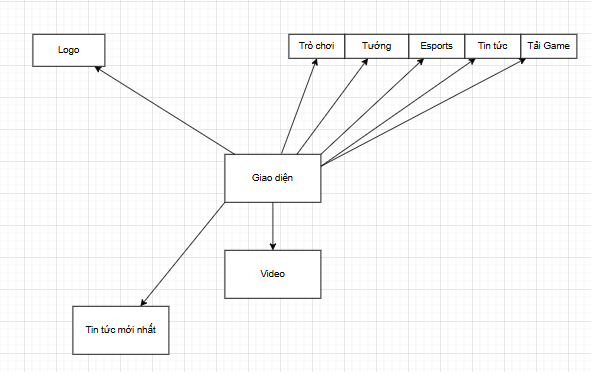 Logo
Trò chơi
Tướng
Esports
Tin tức
Tải Game
Giao diện
Video
Tin tức mới nhất